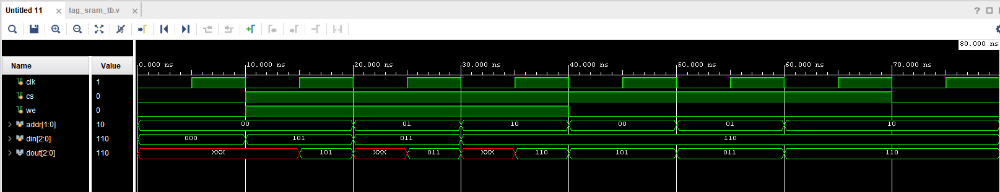 Untitled 11 × tag_sram_tb.v ×
?
80.000 ns
Name Value 0.000 ns 10.000 ns 20.000 ns 30.000 ns 40.000 ns 50.000 ns 60.000 ns 70.000 ns
clk 1
cs 0
we 0
addr[1:0] 10 00 01 10 00 01 10
din[2:0] 110 000 101 011 110
dout[2:0] 110 XXX 101 XXX 011 XXX 110 101 011 110